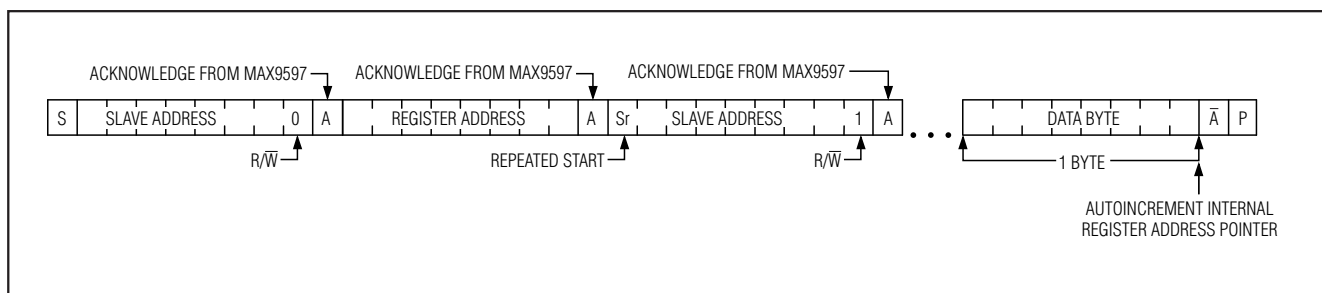 ACKNOWLEDGE FROM MAX9597 ACKNOWLEDGE FROM MAX9597 ACKNOWLEDGE FROM MAX9597
S SLAVE ADDRESS 0 A REGISTER ADDRESS A Sr SLAVE ADDRESS 1 A ... DATA BYTE A̅ P
R/W̅ REPEATED START R/W̅ 1 BYTE
AUTOINCREMENT INTERNAL
REGISTER ADDRESS POINTER